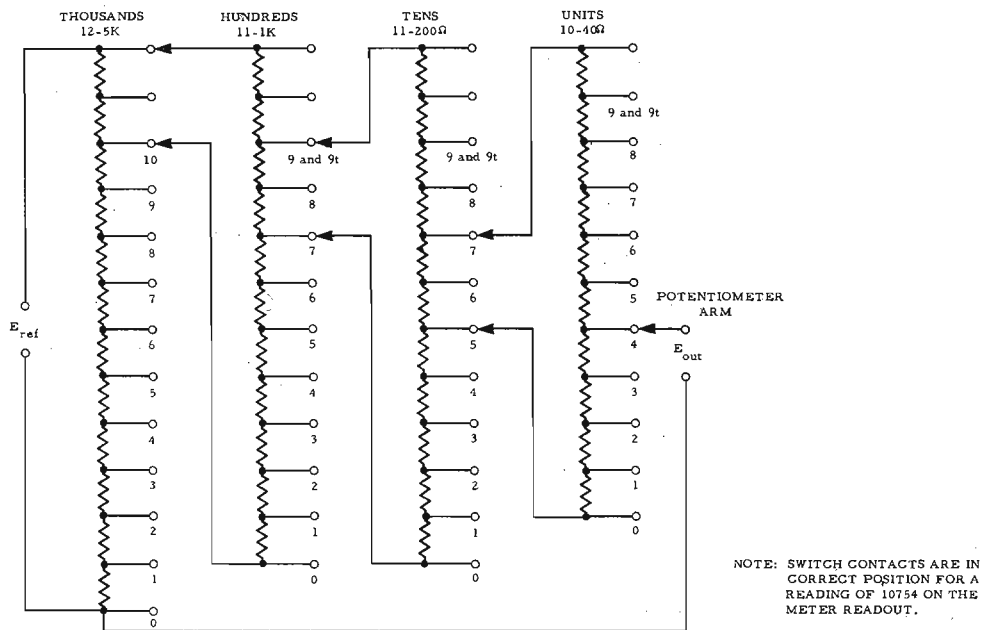 THOUSANDS
12-5K
HUNDREDS
11-1K
TENS
11-200Ω
UNITS
10-40Ω
10
9
8
7
6
5
4
3
2
1
0
9 and 9t
8
7
6
5
4
3
2
1
0
9 and 9t
8
7
6
5
4
3
2
1
0
9 and 9t
8
7
6
5
4
3
2
1
0
E ref
POTENTIOMETER
ARM
E out
NOTE: SWITCH CONTACTS ARE IN
CORRECT POSITION FOR A
READING OF 10754 ON THE
METER READOUT.